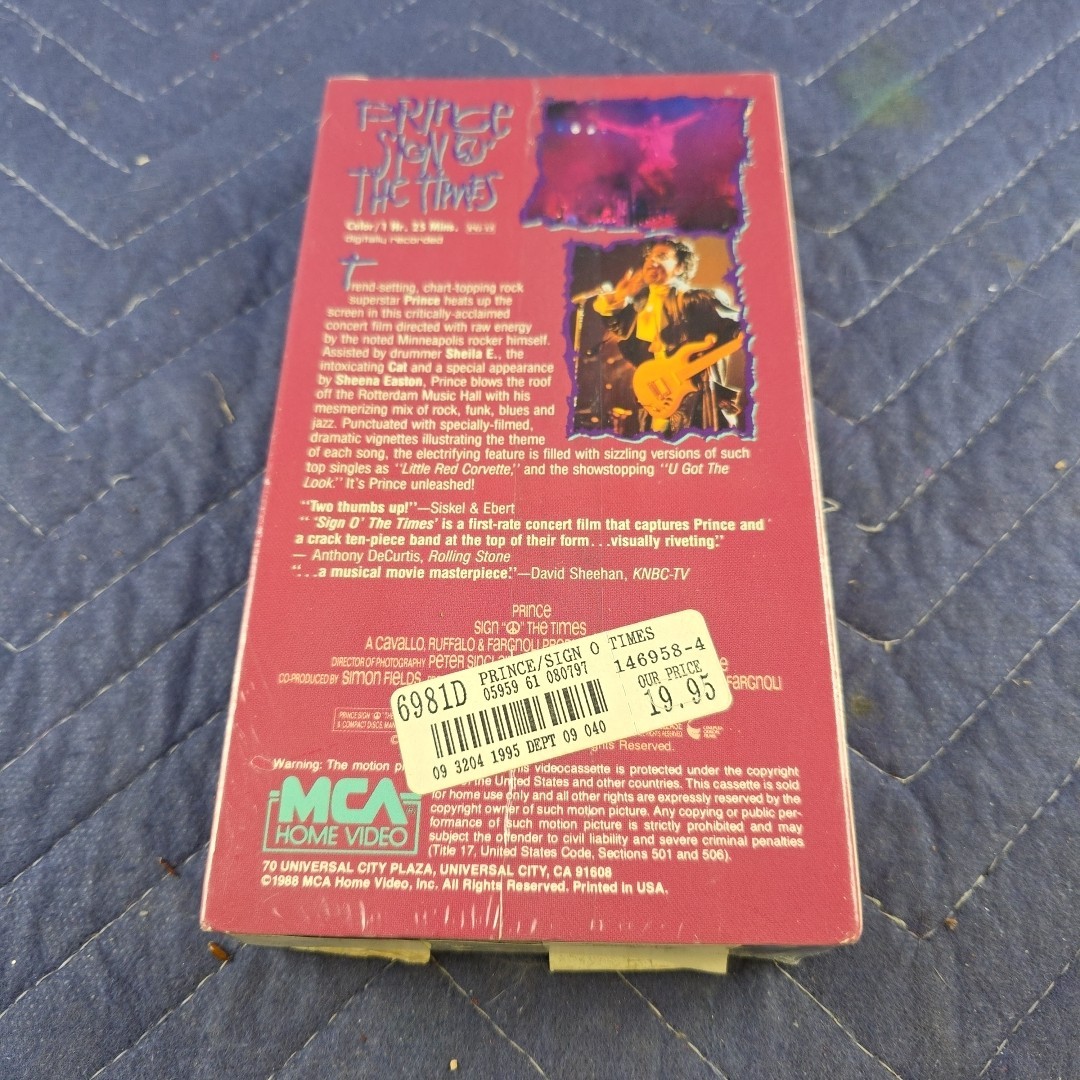 PRINCE
SIGN "☮"
THE TIMES
Color/1 Hr. 25 Mins.
digitally recorded
Trend-setting, chart-topping rock
superstar Prince heats up the
screen in this critically-acclaimed
concert film directed with raw energy
by the noted Minneapolis rocker himself.
Assisted by drummer Sheila E., the
intoxicating Cat and a special appearance
by Sheena Easton, Prince blows the roof
off the Rotterdam Music Hall with his
mesmerizing mix of rock, funk, blues and
jazz. Punctuated with specially-filmed,
dramatic vignettes illustrating the theme
of each song, the electrifying feature is filled with sizzling versions of such
top singles as "Little Red Corvette," and the showstopping "U Got The
Look." It's Prince unleashed!
"Two thumbs up!"—Siskel & Ebert
" 'Sign O' The Times' is a first-rate concert film that captures Prince and
a crack ten-piece band at the top of their form...visually riveting."
— Anthony DeCurtis, Rolling Stone
"...a musical movie masterpiece."—David Sheehan, KNBC-TV
PRINCE
SIGN "☮" THE TIMES
A CAVALLO, RUFFALO & FARGNOLI
DIRECTOR OF PHOTOGRAPHY PETER
CO-PRODUCED BY SIMON FIELDS
FARGNOLI
6981D PRINCE/SIGN O TIMES
05959 61 080797 146958-4
OUR PRICE
19.95
09 3204 1995 DEPT 09 040
Rights Reserved.
Warning: The motion videocassette is protected under the copyright
the United States and other countries. This cassette is sold
for home use only and all other rights are expressly reserved by the
copyright owner of such motion picture. Any copying or public per-
formance of such motion picture is strictly prohibited and may
subject the offender to civil liability and severe criminal penalties
(Title 17, United States Code, Sections 501 and 506).
MCA
HOME VIDEO
70 UNIVERSAL CITY PLAZA, UNIVERSAL CITY, CA 91608
©1988 MCA Home Video, Inc. All Rights Reserved. Printed in USA.